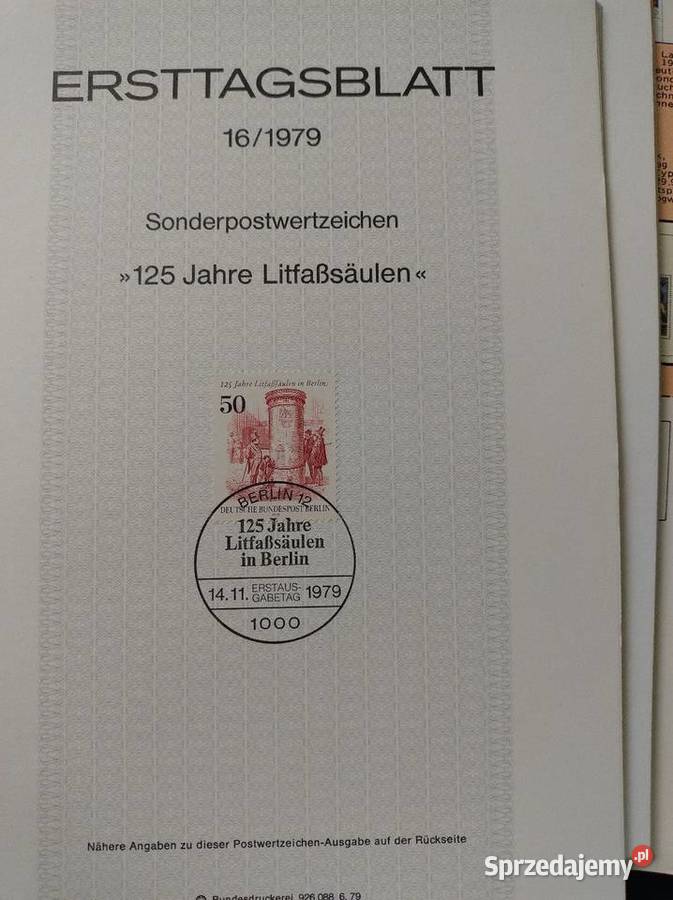 ERSTTAGSBLATT
16/1979
Sonderpostwertzeichen
»125 Jahre Litfaßsäulen«
125 Jahre Litfaßsäulen in Berlin
50
DEUTSCHE BUNDESPOST BERLIN
BERLIN 12
125 Jahre
Litfaßsäulen
in Berlin
14.11. ERSTAUS-
GABETAG 1979
1000
Nähere Angaben zu dieser Postwertzeichen-Ausgabe auf der Rückseite
Bundesdruckerei 926 088 6.79
Sprzedajemy.pl